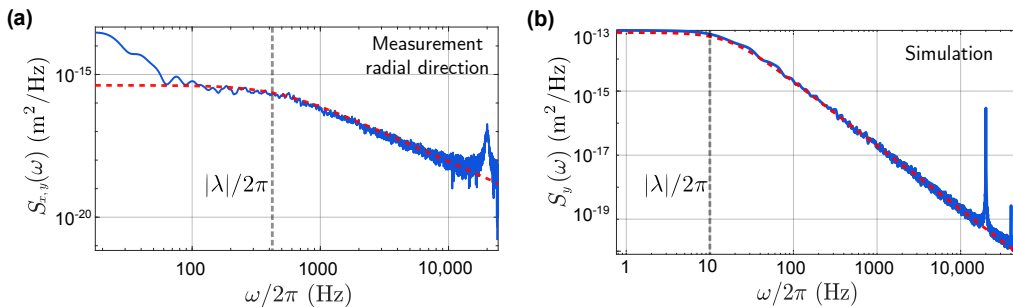 (a)
Measurement
radial direction
10⁻¹⁵
10⁻²⁰
|λ|/2π
S_{x,y}(ω) (m²/Hz)
100 1000 10,000
ω/2π (Hz)
(b)
Simulation
10⁻¹³
10⁻¹⁵
10⁻¹⁷
10⁻¹⁹
|λ|/2π
S_y(ω) (m²/Hz)
1 10 100 1000 10,000
ω/2π (Hz)